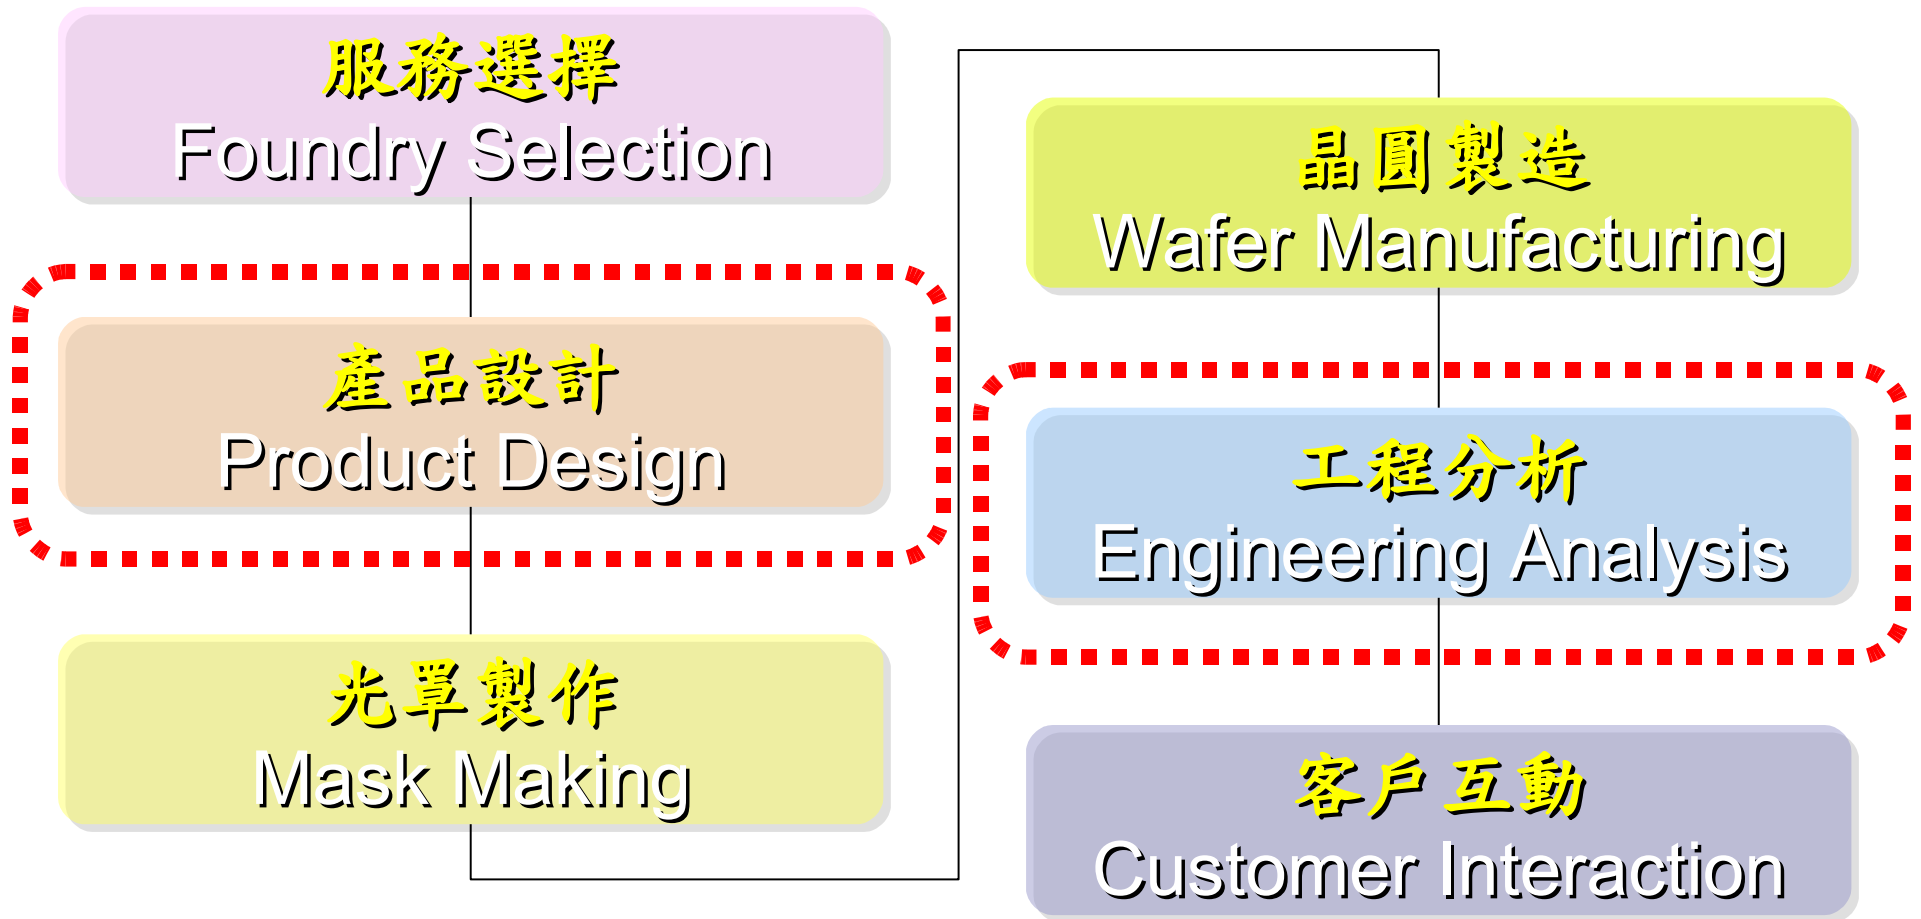 服務選擇
Foundry Selection
產品設計
Product Design
光罩製作
Mask Making
晶圓製造
Wafer Manufacturing
工程分析
Engineering Analysis
客戶互動
Customer Interaction